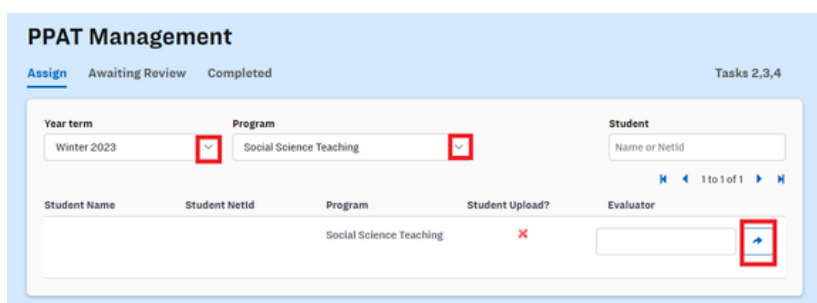 PPAT Management
Assign Awaiting Review Completed Tasks 2,3,4
Year term Program Student
Winter 2023 Social Science Teaching Name or NetId
1 to 1 of 1
Student Name Student NetId Program Student Upload? Evaluator
Social Science Teaching